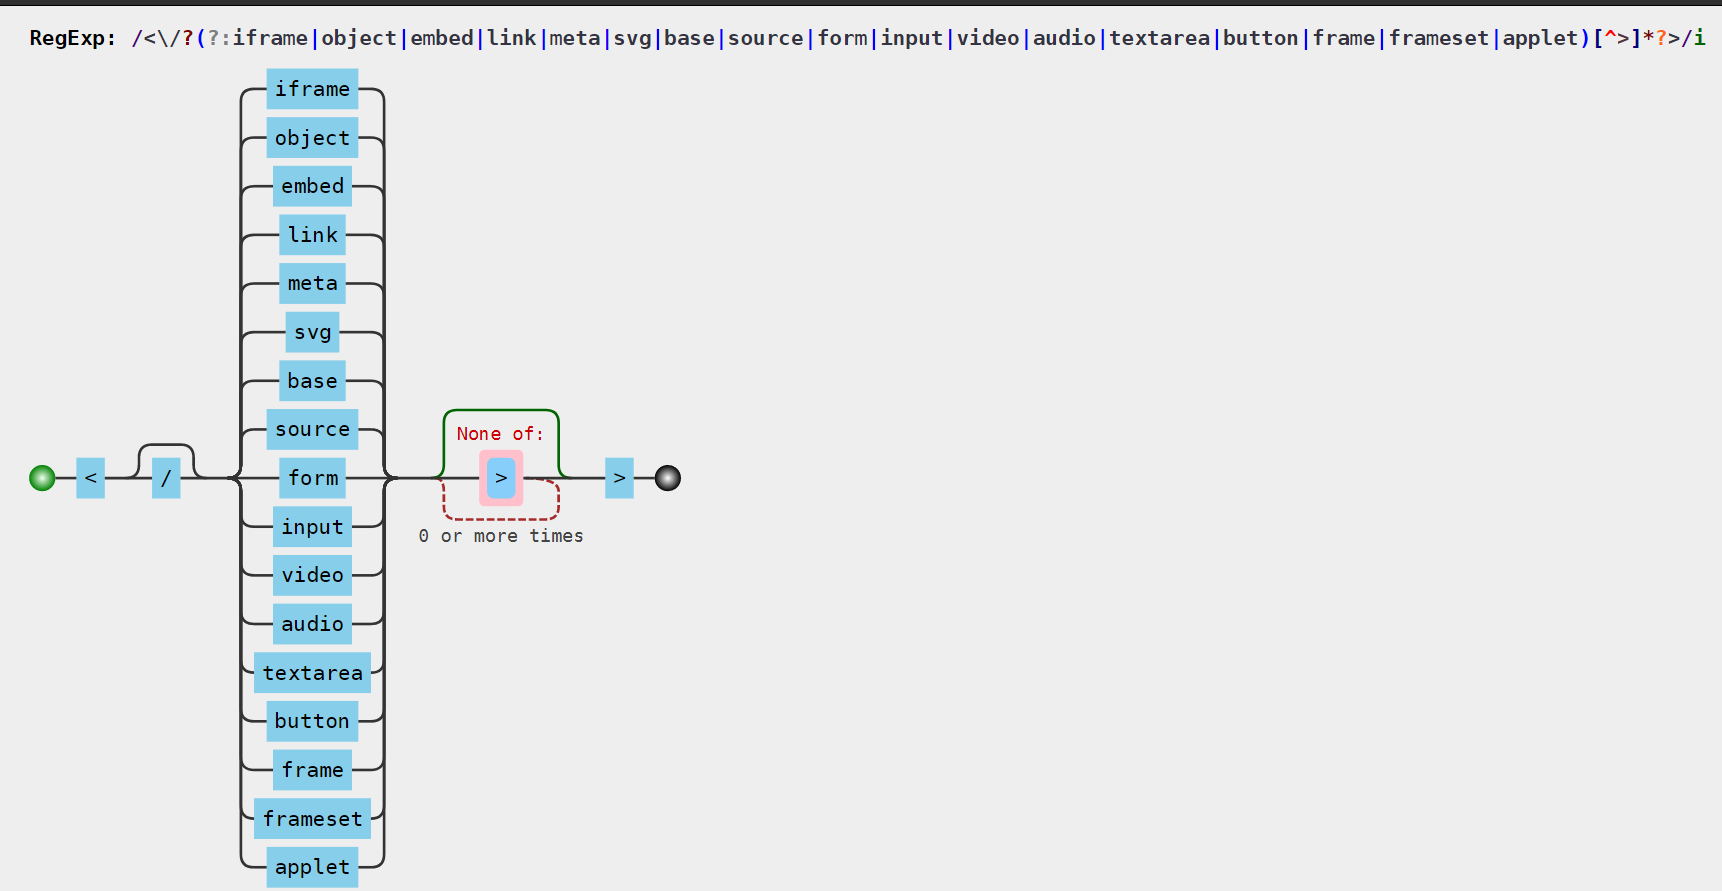 RegExp: /<\/?(?:iframe|object|embed|link|meta|svg|base|source|form|input|video|audio|textarea|button|frame|frameset|applet)[^>]*?>/i
iframe
object
embed
link
meta
svg
base
source
None of:
< / form > >
input
0 or more times
video
audio
textarea
button
frame
frameset
applet